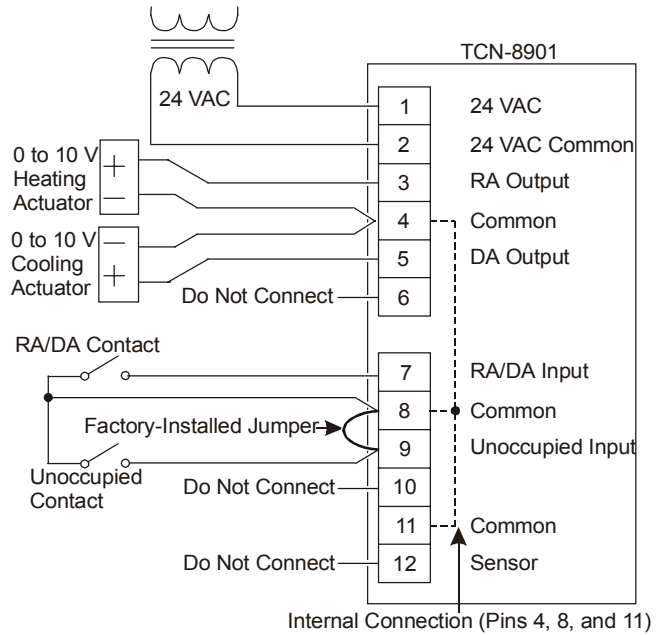 TCN-8901
24 VAC
1 24 VAC
2 24 VAC Common
0 to 10 V
Heating
Actuator
+
−
3 RA Output
4 Common
0 to 10 V
Cooling
Actuator
−
+
5 DA Output
Do Not Connect 6
RA/DA Contact
7 RA/DA Input
8 Common
Factory-Installed Jumper
9 Unoccupied Input
Unoccupied
Contact
Do Not Connect 10
11 Common
Do Not Connect 12 Sensor
Internal Connection (Pins 4, 8, and 11)